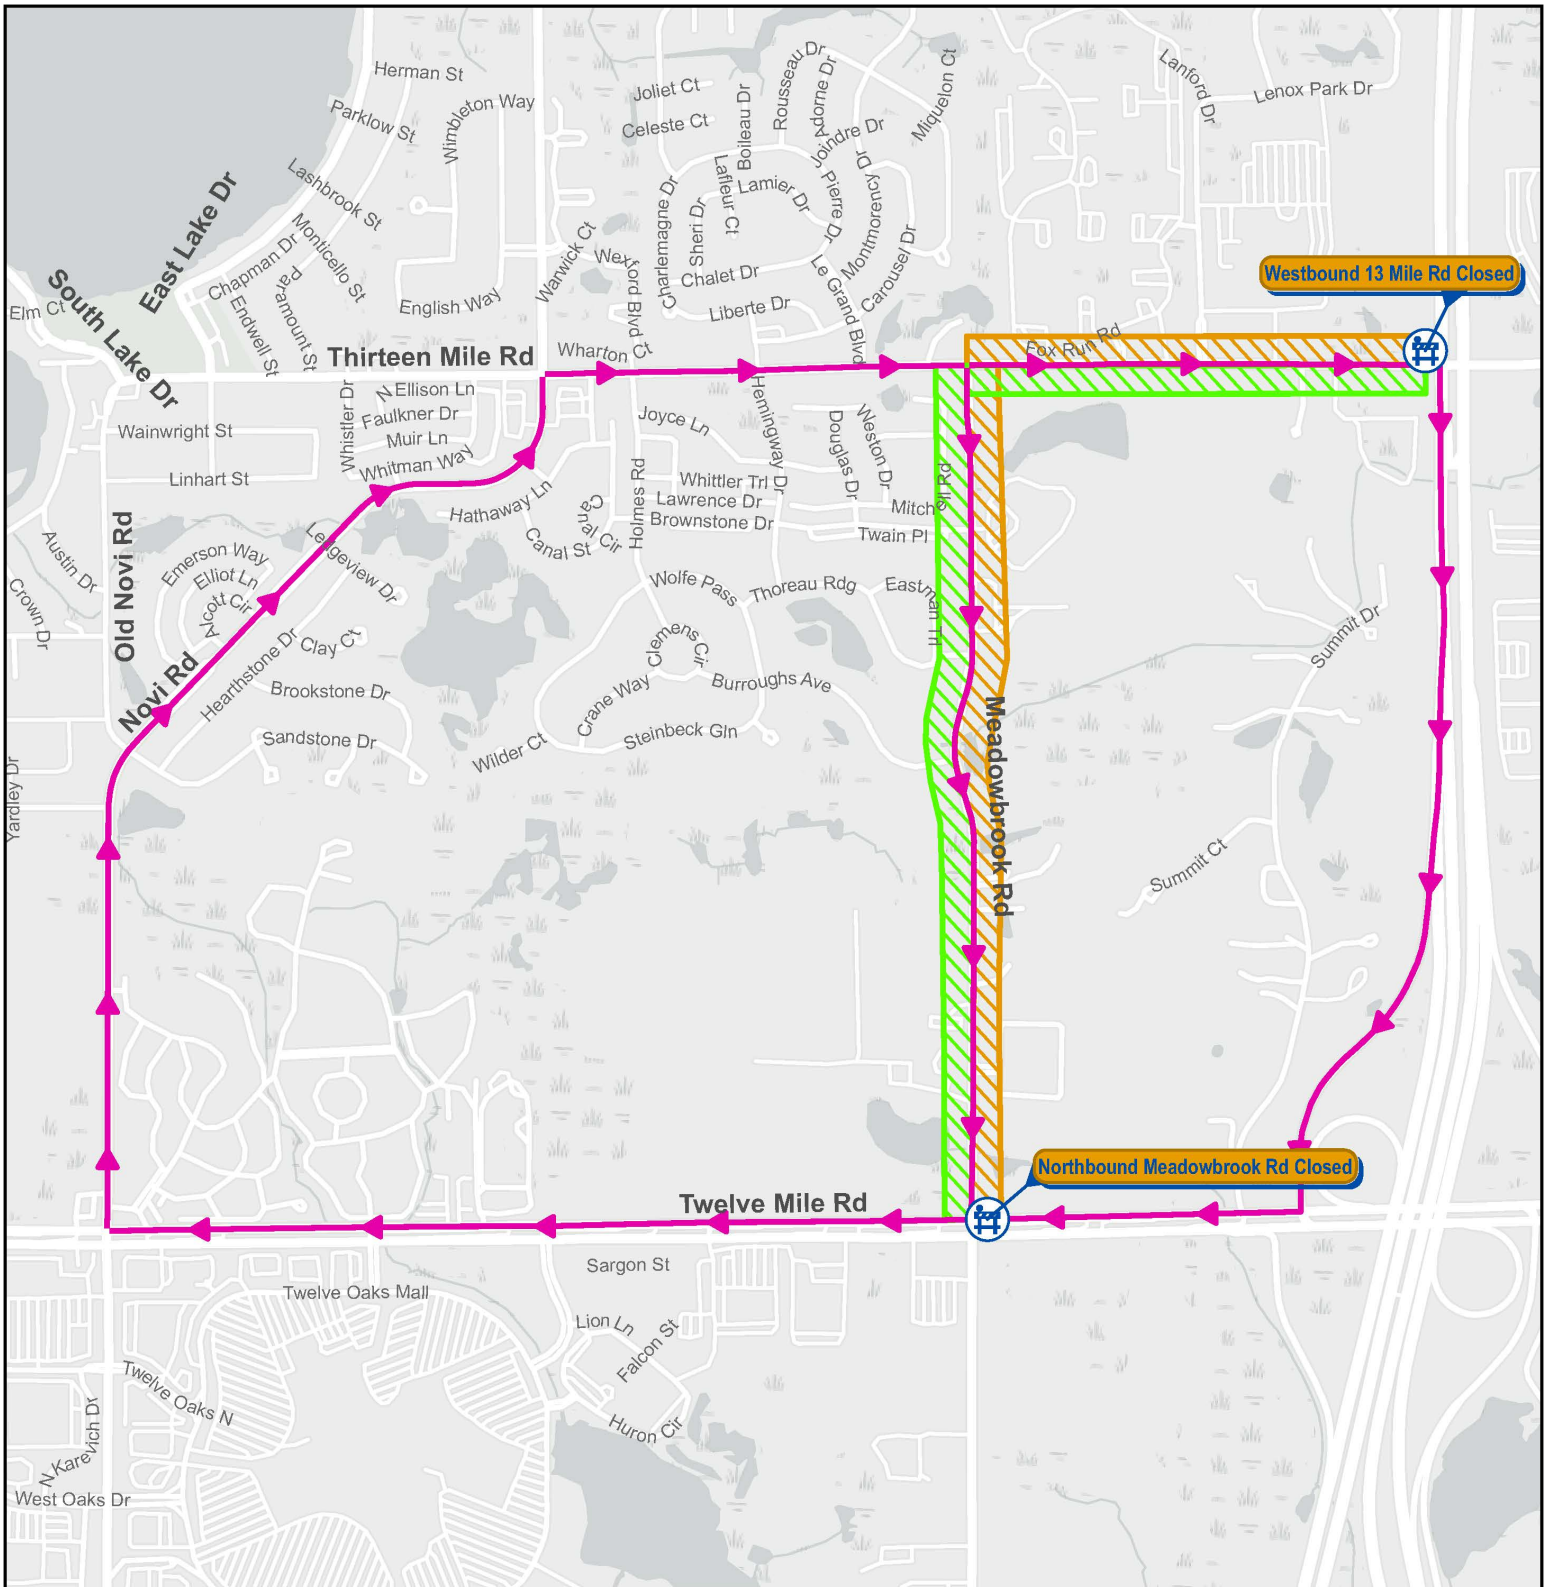 Herman St
Parklow St
Wimbleton Way
Lashbrook St
Monticello St
East Lake Dr
Chapman Dr
Paramount St
Endwell St
English Way
Elm Ct
South Lake Dr
Joliet Ct
Celeste Ct
Boileau Dr
Rousseau Dr
Adorne Dr
Joindre Dr
Miquelon Ct
Lanford Dr
Lenox Park Dr
Lafleur Ct
Lamier Dr
Pierre Dr
Montmorency Dr
Charlemagne Dr
Sheri Dr
Chalet Dr
Liberte Dr
Le Grand Blvd
Carousel Dr
Warwick Ct
Wexford Blvd
Westbound 13 Mile Rd Closed
Fox Run Rd
Thirteen Mile Rd
Wharton Ct
N Ellison Ln
Faulkner Dr
Muir Ln
Whitman Way
Whistler Dr
Wainwright St
Linhart St
Joyce Ln
Hemingway Dr
Douglas Dr
Weston Dr
Whittler Trl
Lawrence Dr
Brownstone Dr
Mitchell Rd
Twain Pl
Holmes Rd
Hathaway Ln
Canal Cir
Canal St
Old Novi Rd
Austin Dr
Crown Dr
Emerson Way
Elliot Ln
Alcott Cir
Ledgeview Dr
Clay Ct
Hearthstone Dr
Novi Rd
Brookstone Dr
Sandstone Dr
Yardley Dr
Wolfe Pass
Thoreau Rdg
Eastman Trl
Clemens Cir
Crane Way
Burroughs Ave
Steinbeck Gln
Wilder Ct
Meadowbrook Rd
Summit Dr
Summit Ct
Northbound Meadowbrook Rd Closed
Twelve Mile Rd
Sargon St
Twelve Oaks Mall
Lion Ln
Falcon St
Huron Cir
Twelve Oaks N
N Karevich Dr
West Oaks Dr